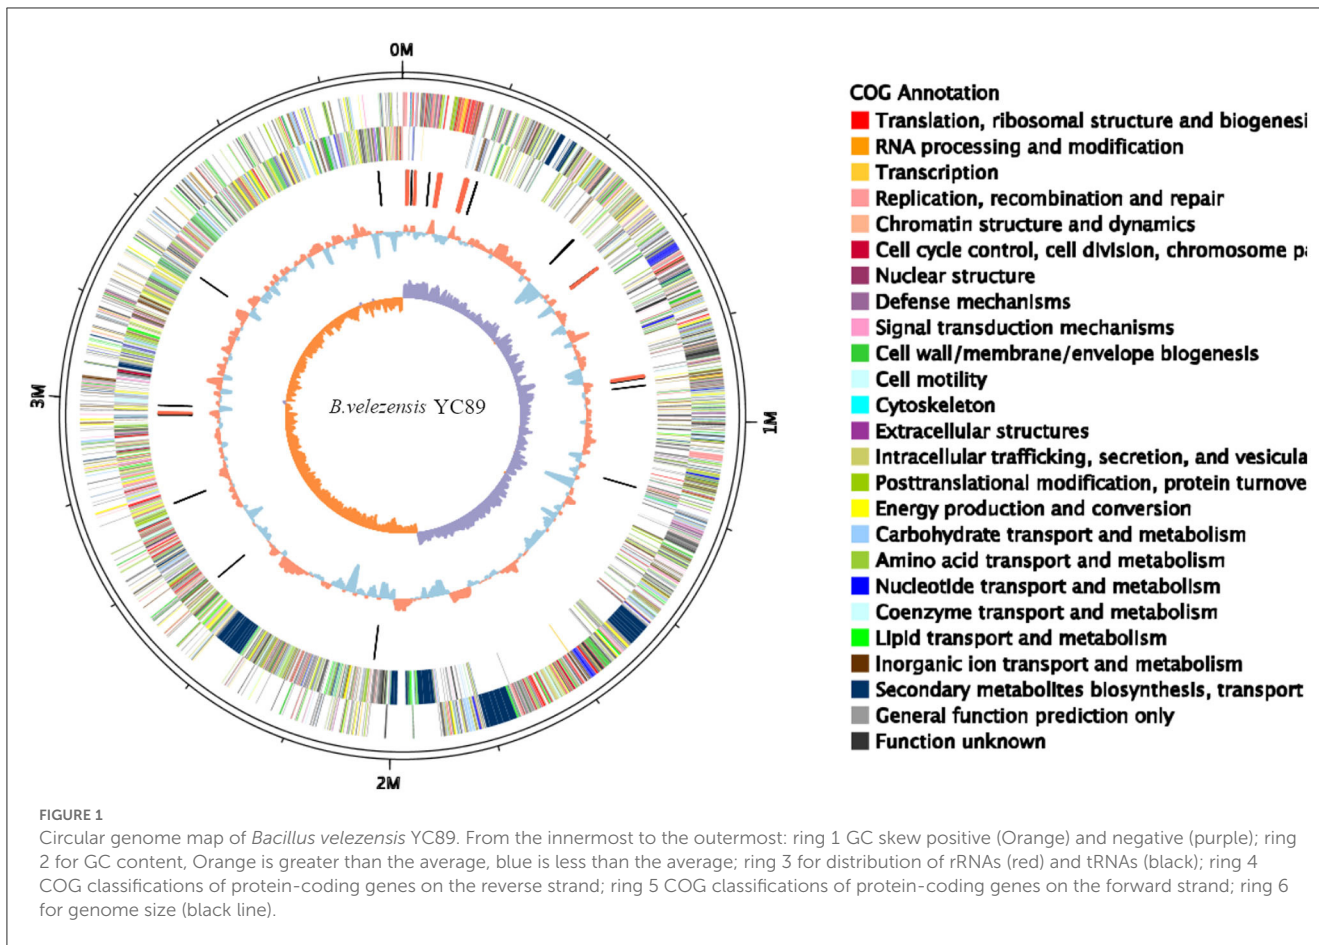 0M
1M
2M
3M
B.velezensis YC89
COG Annotation
Translation, ribosomal structure and biogenesi
RNA processing and modification
Transcription
Replication, recombination and repair
Chromatin structure and dynamics
Cell cycle control, cell division, chromosome pa
Nuclear structure
Defense mechanisms
Signal transduction mechanisms
Cell wall/membrane/envelope biogenesis
Cell motility
Cytoskeleton
Extracellular structures
Intracellular trafficking, secretion, and vesicula
Posttranslational modification, protein turnove
Energy production and conversion
Carbohydrate transport and metabolism
Amino acid transport and metabolism
Nucleotide transport and metabolism
Coenzyme transport and metabolism
Lipid transport and metabolism
Inorganic ion transport and metabolism
Secondary metabolites biosynthesis, transport
General function prediction only
Function unknown
FIGURE 1
Circular genome map of Bacillus velezensis YC89. From the innermost to the outermost: ring 1 GC skew positive (Orange) and negative (purple); ring
2 for GC content, Orange is greater than the average, blue is less than the average; ring 3 for distribution of rRNAs (red) and tRNAs (black); ring 4
COG classifications of protein-coding genes on the reverse strand; ring 5 COG classifications of protein-coding genes on the forward strand; ring 6
for genome size (black line).